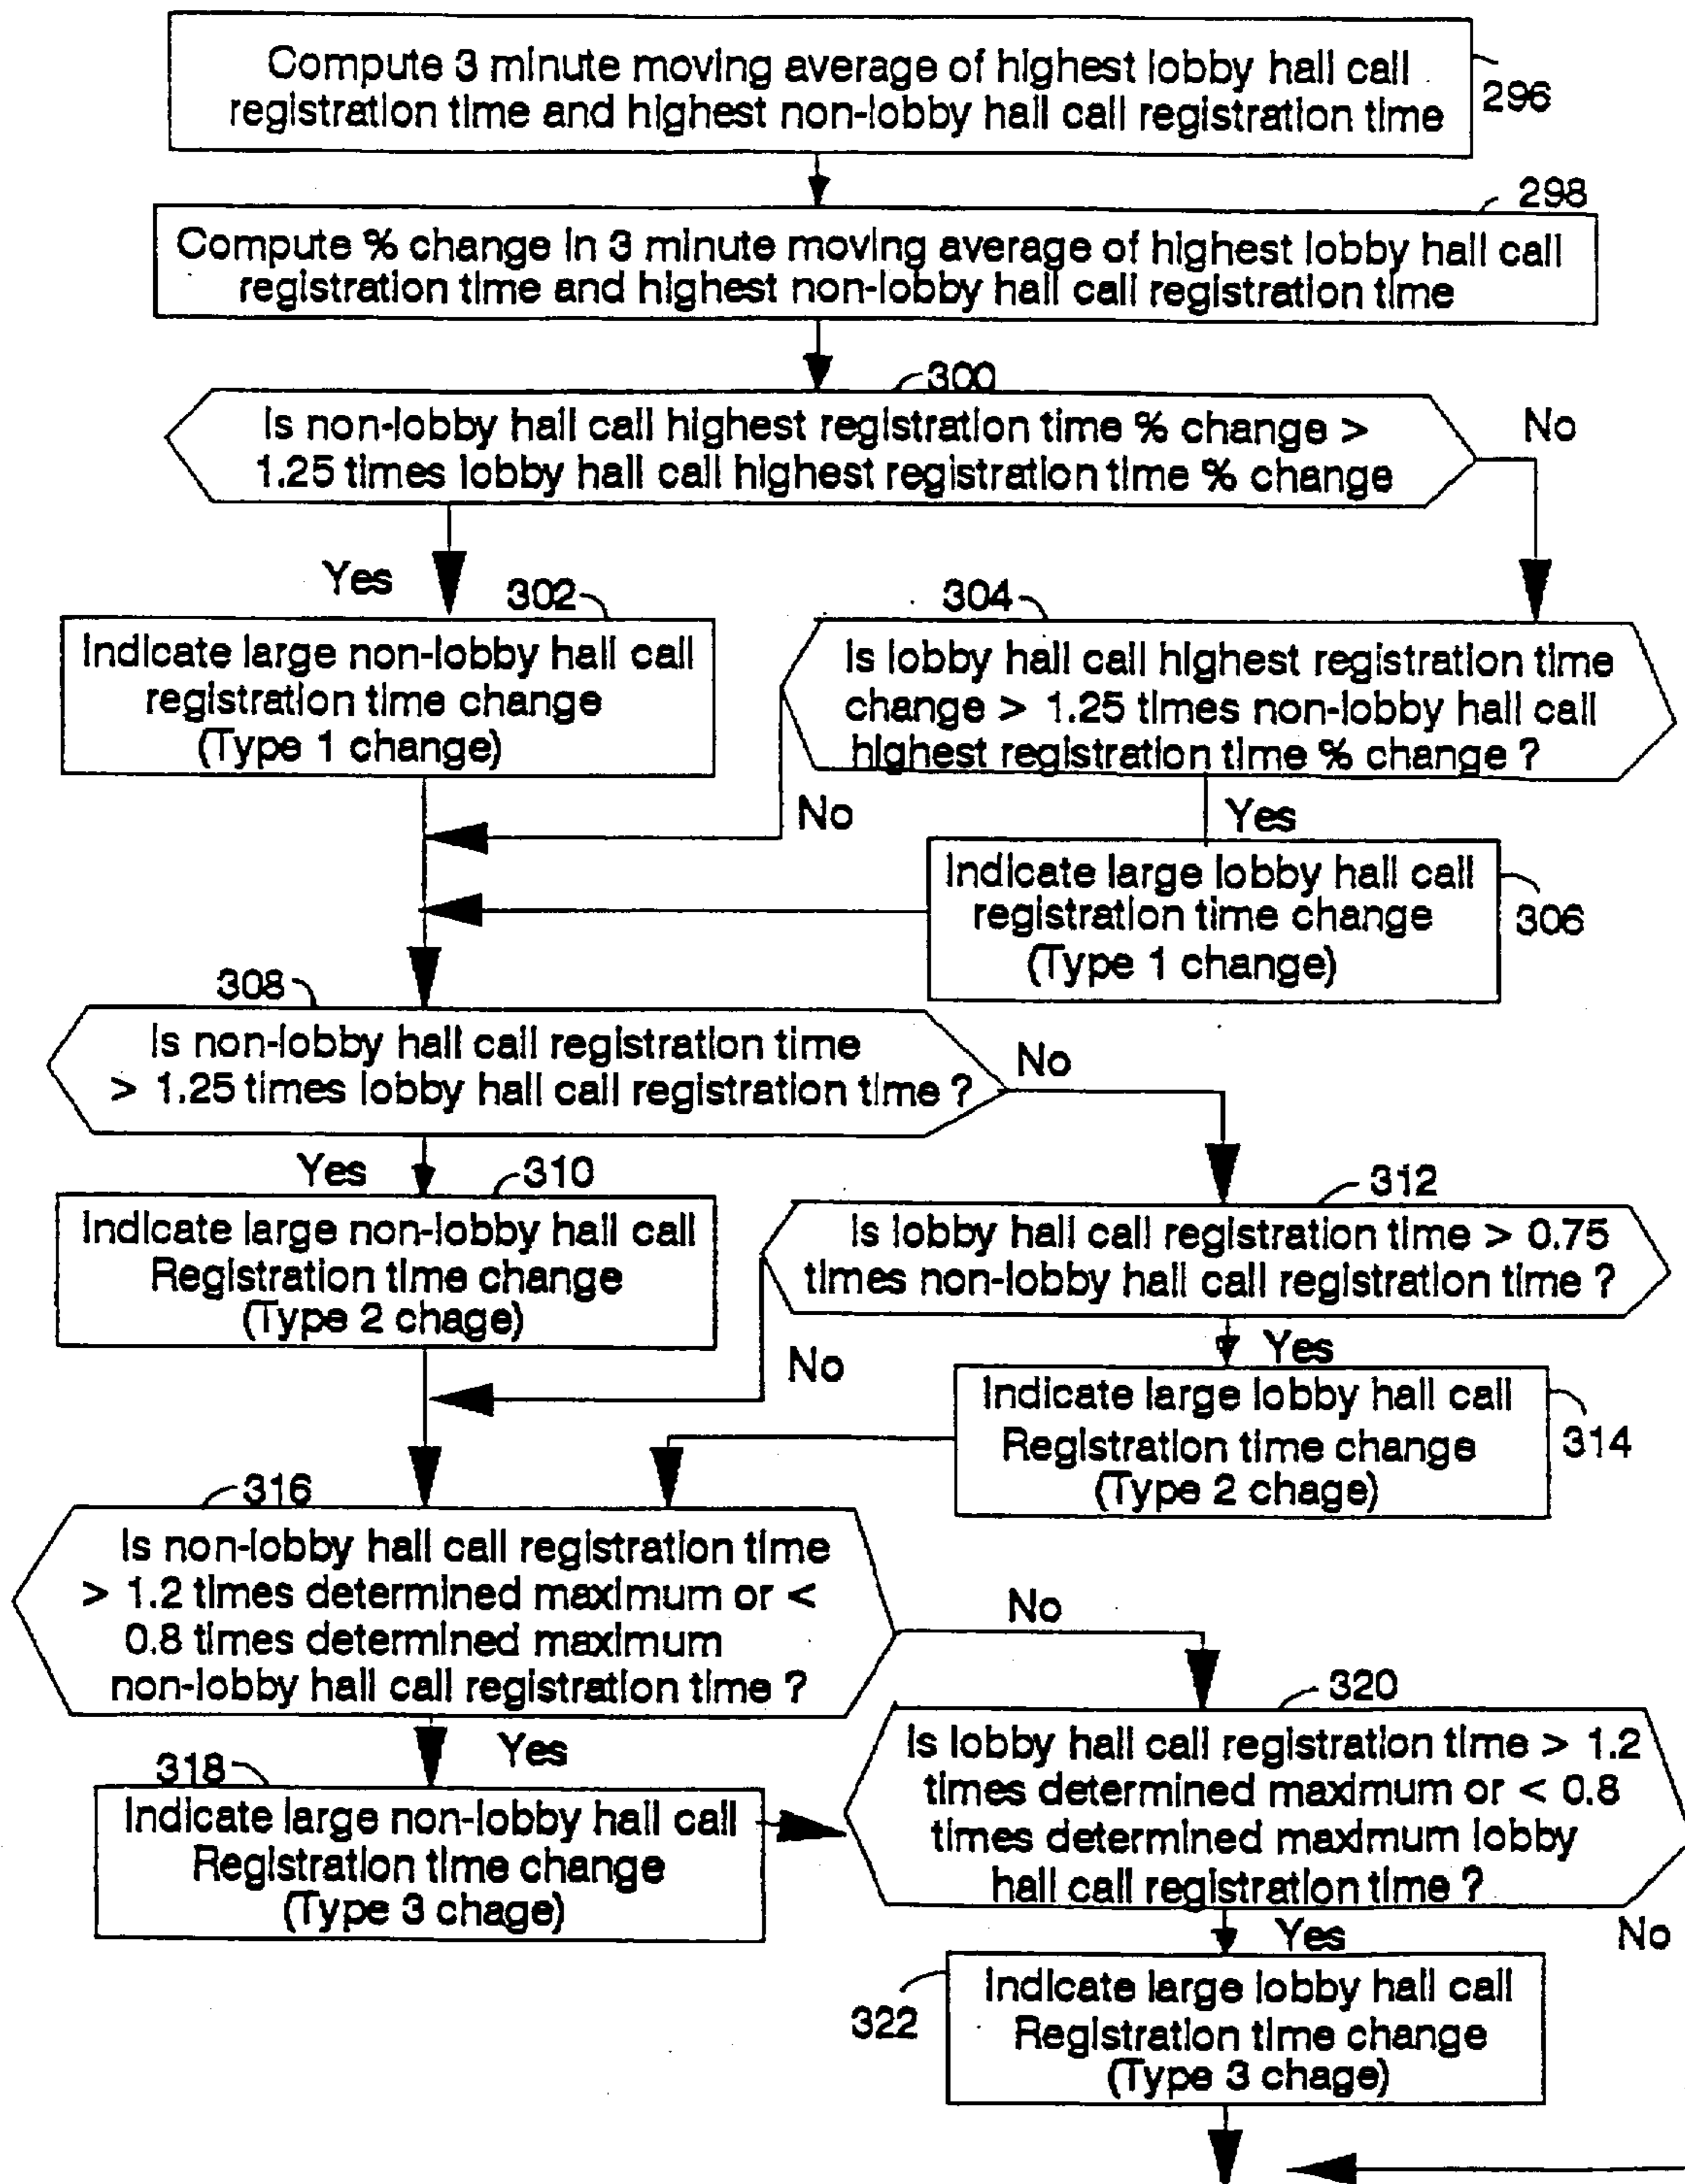 Compute 3 minute moving average of highest lobby hall call
registration time and highest non-lobby hall call registration time
296
298
Compute % change in 3 minute moving average of highest lobby hall call
registration time and highest non-lobby hall call registration time
300
Is non-lobby hall call highest registration time % change >
1.25 times lobby hall call highest registration time % change
No
Yes
302
Indicate large non-lobby hall call
registration time change
(Type 1 change)
304
Is lobby hall call highest registration time
change > 1.25 times non-lobby hall call
highest registration time % change ?
No
Yes
Indicate large lobby hall call
registration time change
(Type 1 change)
306
308
Is non-lobby hall call registration time
> 1.25 times lobby hall call registration time ?
No
Yes
310
Indicate large non-lobby hall call
Registration time change
(Type 2 chage)
312
Is lobby hall call registration time > 0.75
times non-lobby hall call registration time ?
No
Yes
Indicate large lobby hall call
Registration time change
(Type 2 chage)
314
316
Is non-lobby hall call registration time
> 1.2 times determined maximum or <
0.8 times determined maximum
non-lobby hall call registration time ?
No
Yes
318
Indicate large non-lobby hall call
Registration time change
(Type 3 chage)
320
Is lobby hall call registration time > 1.2
times determined maximum or < 0.8
times determined maximum lobby
hall call registration time ?
Yes
No
322
Indicate large lobby hall call
Registration time change
(Type 3 chage)